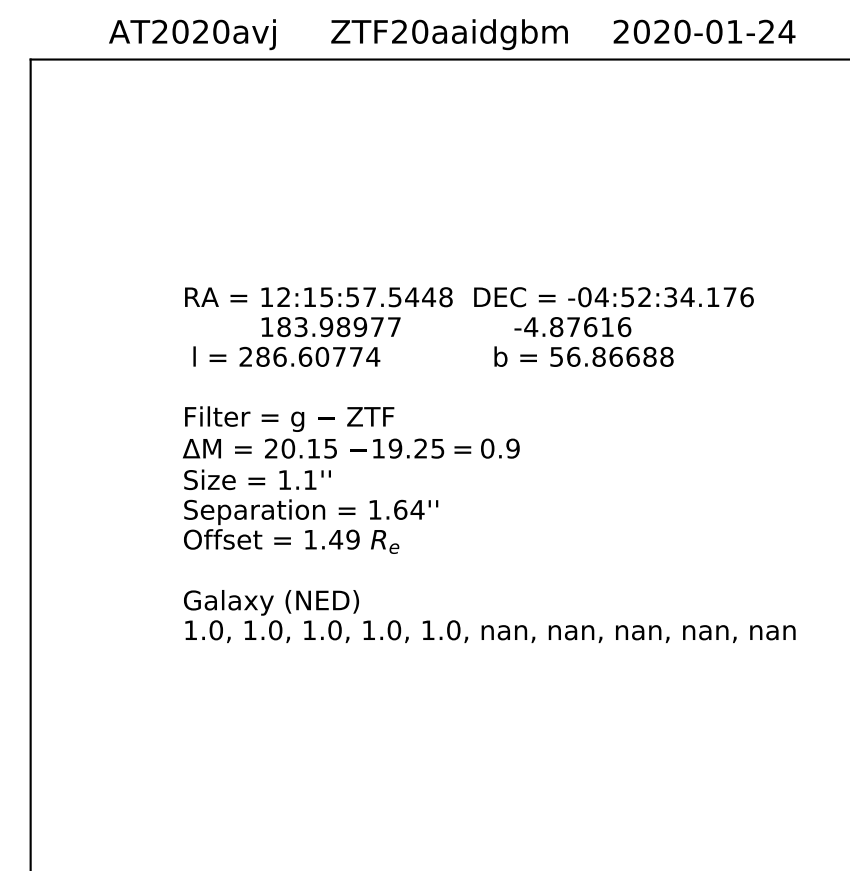 AT2020avj ZTF20aaidgbm 2020-01-24
RA = 12:15:57.5448 DEC = -04:52:34.176
183.98977 -4.87616
l = 286.60774 b = 56.86688
Filter = g − ZTF
ΔM = 20.15 −19.25 = 0.9
Size = 1.1''
Separation = 1.64''
Offset = 1.49 Rₑ
Galaxy (NED)
1.0, 1.0, 1.0, 1.0, 1.0, nan, nan, nan, nan, nan